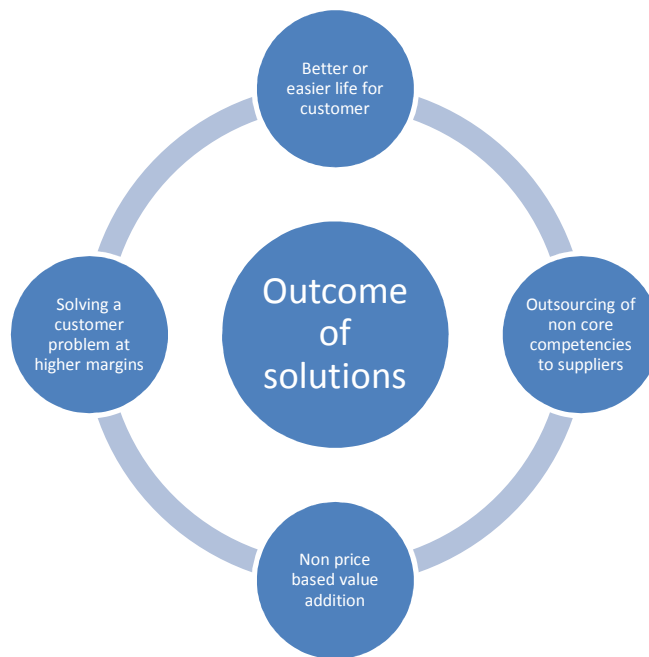 Better or
easier life for
customer
Outcome
of
solutions
Solving a
customer
problem at
higher margins
Outsourcing of
non core
competencies
to suppliers
Non price
based value
addition